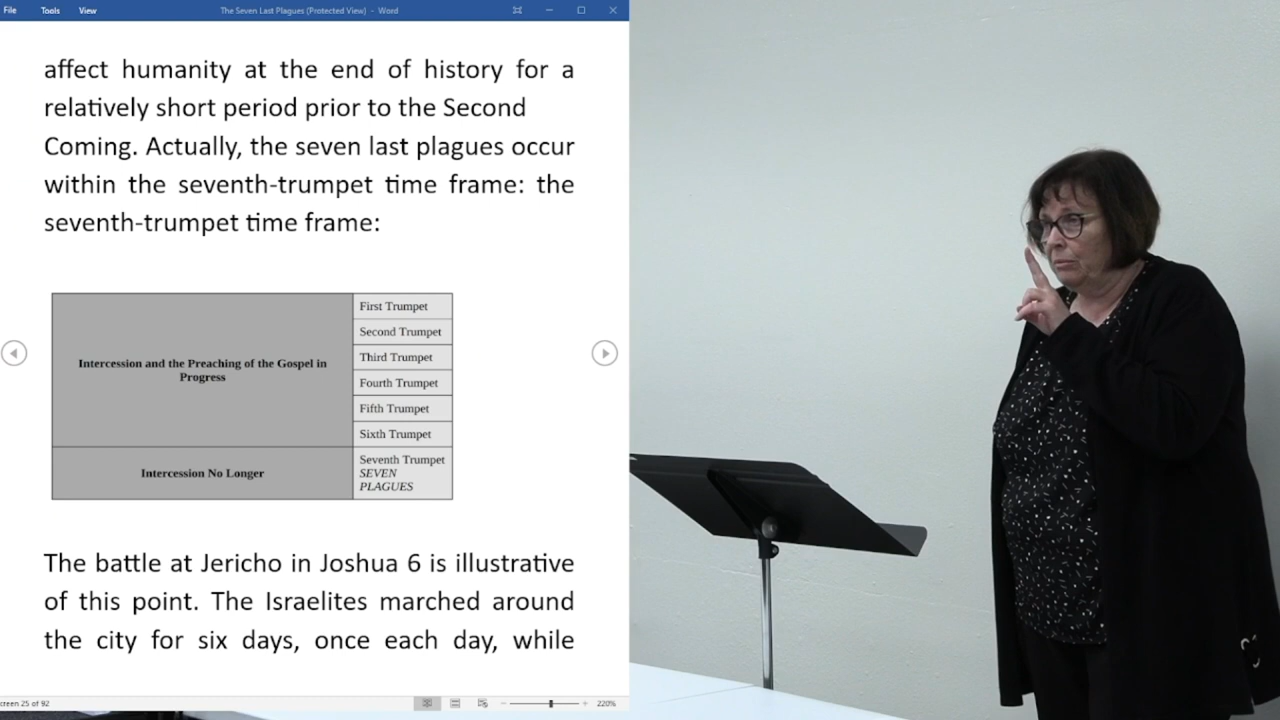 File Tools View The Seven Last Plagues (Protected View) - Word
affect humanity at the end of history for a
relatively short period prior to the Second
Coming. Actually, the seven last plagues occur
within the seventh-trumpet time frame: the
seventh-trumpet time frame:
Intercession and the Preaching of the Gospel in
Progress
First Trumpet
Second Trumpet
Third Trumpet
Fourth Trumpet
Fifth Trumpet
Sixth Trumpet
Intercession No Longer
Seventh Trumpet
SEVEN
PLAGUES
The battle at Jericho in Joshua 6 is illustrative
of this point. The Israelites marched around
the city for six days, once each day, while
creen 25 of 92 220%